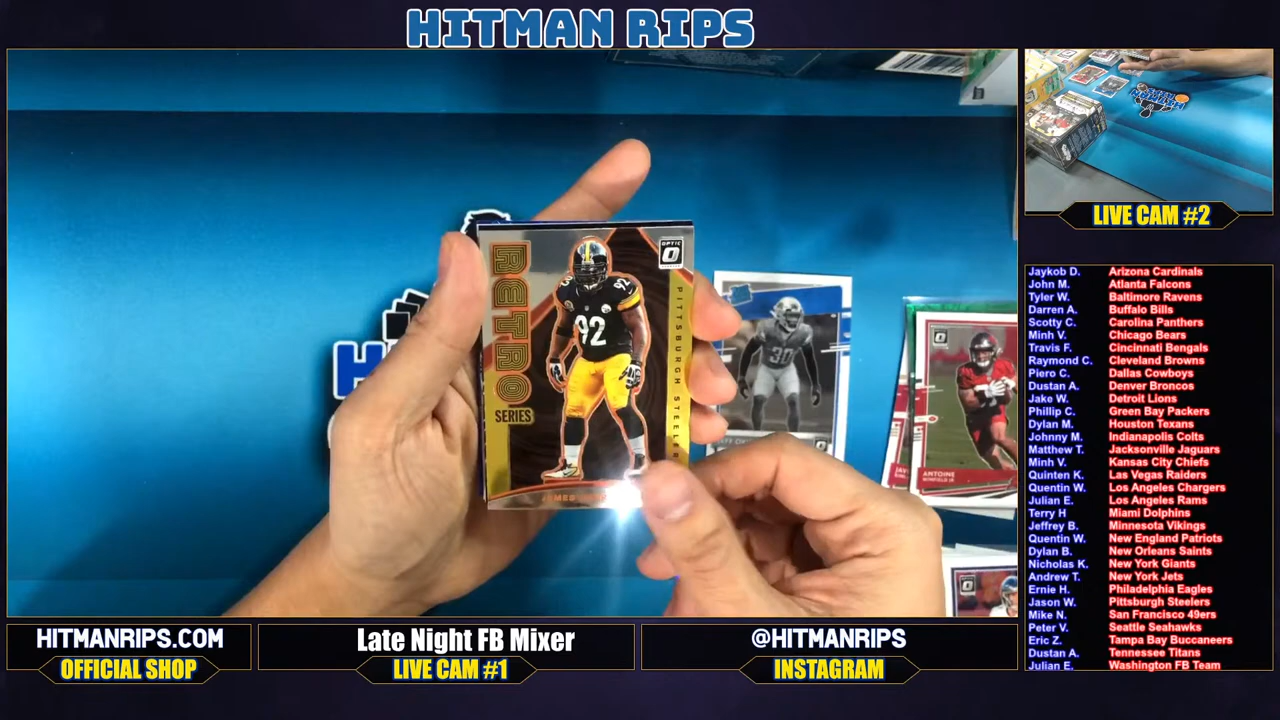 HITMAN RIPS
RETRO
SERIES
OPTIC
PITTSBURGH STEELERS
92
92
30
ANTOINE
LIVE CAM #2
Jaykob D. Arizona Cardinals
John M. Atlanta Falcons
Tyler W. Baltimore Ravens
Darren A. Buffalo Bills
Scotty C. Carolina Panthers
Minh V. Chicago Bears
Travis F. Cincinnati Bengals
Raymond C. Cleveland Browns
Piero C. Dallas Cowboys
Dustan A. Denver Broncos
Jake W. Detroit Lions
Phillip C. Green Bay Packers
Dylan M. Houston Texans
Johnny M. Indianapolis Colts
Matthew T. Jacksonville Jaguars
Minh V. Kansas City Chiefs
Quinten K. Las Vegas Raiders
Quentin W. Los Angeles Chargers
Julian E. Los Angeles Rams
Terry H Miami Dolphins
Jeffrey B. Minnesota Vikings
Quentin W. New England Patriots
Dylan B. New Orleans Saints
Nicholas K. New York Giants
Andrew T. New York Jets
Ernie H. Philadelphia Eagles
Jason W. Pittsburgh Steelers
Mike N. San Francisco 49ers
Peter V. Seattle Seahawks
Eric Z. Tampa Bay Buccaneers
Dustan A. Tennessee Titans
Julian E. Washington FB Team
HITMANRIPS.COM
OFFICIAL SHOP
Late Night FB Mixer
LIVE CAM #1
@HITMANRIPS
INSTAGRAM